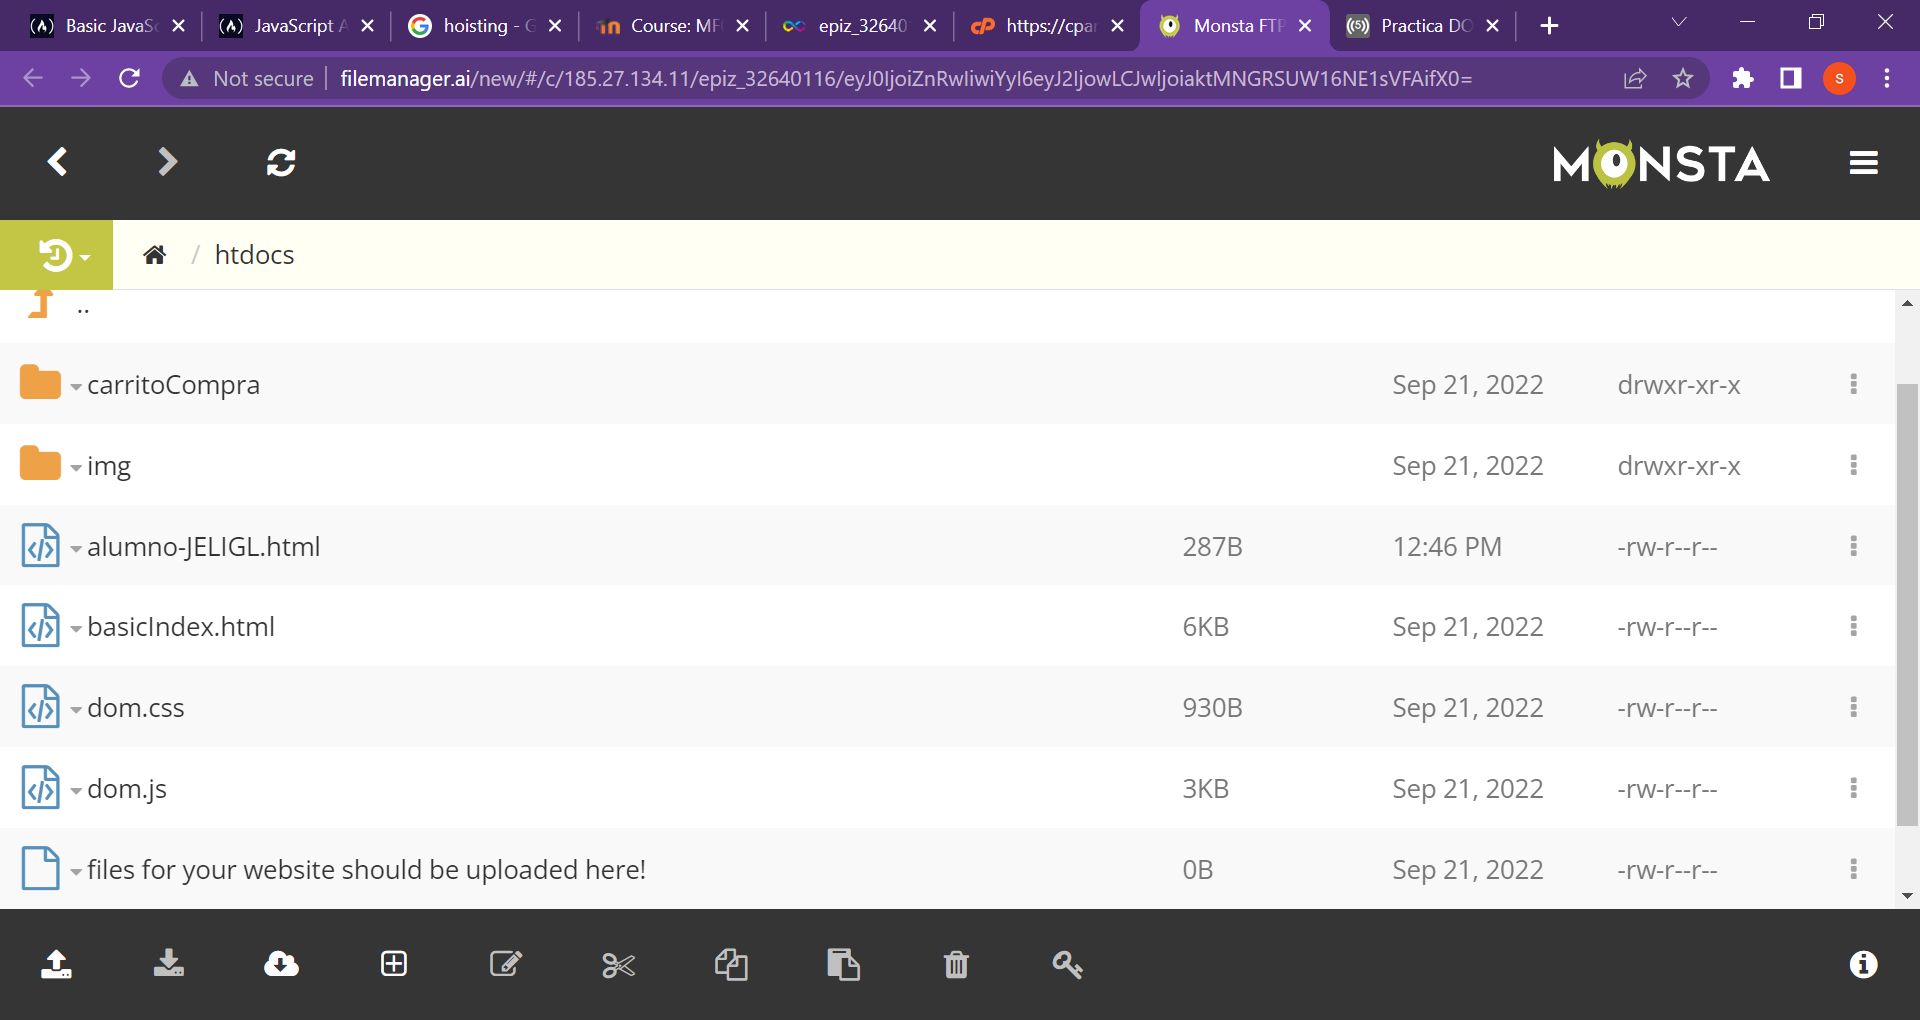 Basic JavaSc
JavaScript A
hoisting - G
Course: MF
epiz_32640
https://cpan
Monsta FTP
Practica DO
Not secure
filemanager.ai/new/#/c/185.27.134.11/epiz_32640116/eyJ0IjoiZnRwIiwiYyI6eyJ2IjowLCJwIjoiaktMNGRSUW16NE1sVFAifX0=
s
MONSTA
/ htdocs
..
carritoCompra Sep 21, 2022 drwxr-xr-x
img Sep 21, 2022 drwxr-xr-x
alumno-JELIGL.html 287B 12:46 PM -rw-r--r--
basicIndex.html 6KB Sep 21, 2022 -rw-r--r--
dom.css 930B Sep 21, 2022 -rw-r--r--
dom.js 3KB Sep 21, 2022 -rw-r--r--
files for your website should be uploaded here! 0B Sep 21, 2022 -rw-r--r--